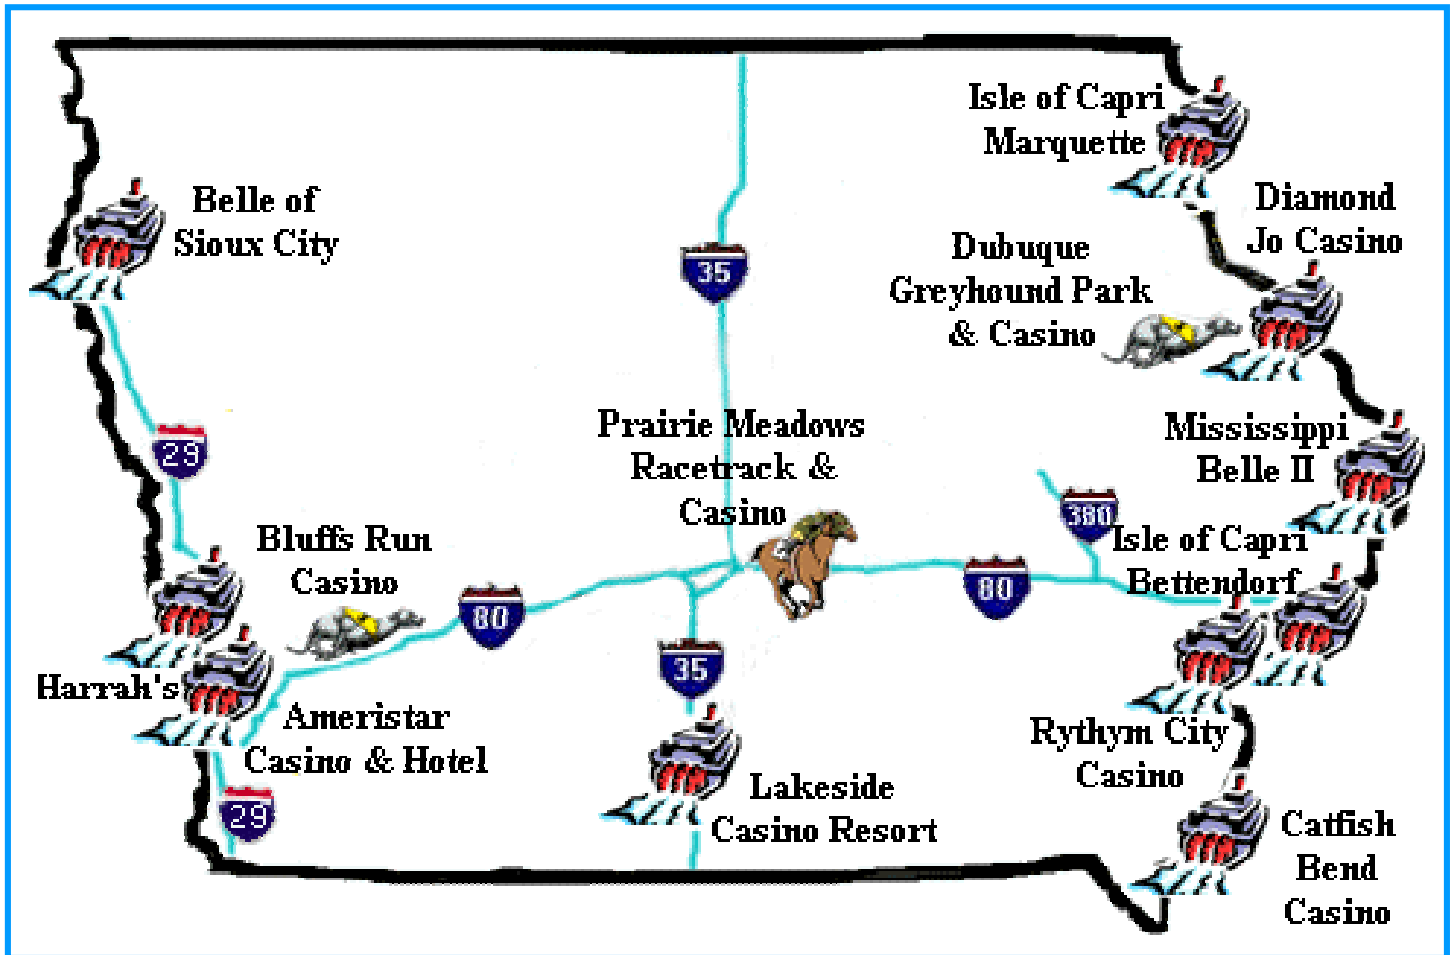 Isle of Capri
Marquette
Belle of
Sioux City
Diamond
Jo Casino
Dubuque
Greyhound Park
& Casino
35
Prairie Meadows
Racetrack &
Casino
Mississippi
Belle II
29
380
Bluffs Run
Casino
Isle of Capri
Bettendorf
80
80
35
Harrah's
Ameristar
Casino & Hotel
Rythym City
Casino
29
Lakeside
Casino Resort
Catfish
Bend
Casino